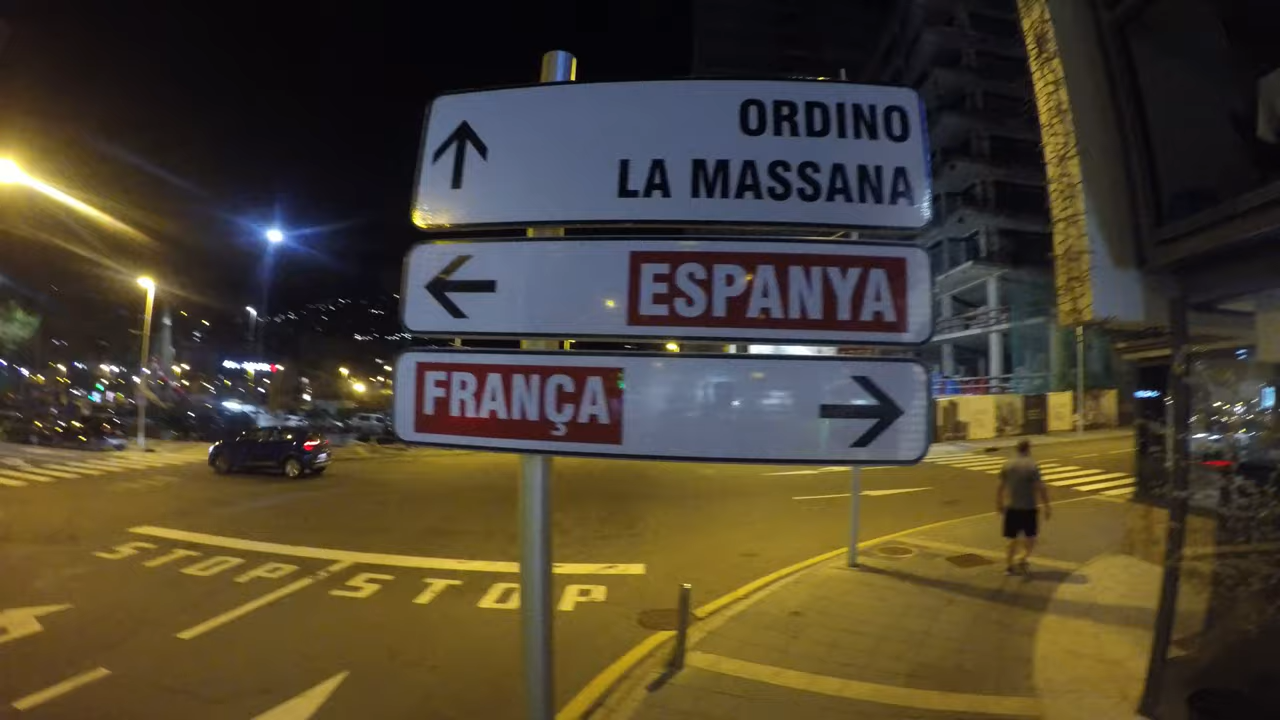 ORDINO
LA MASSANA
ESPANYA
FRANÇA
STOP STOP